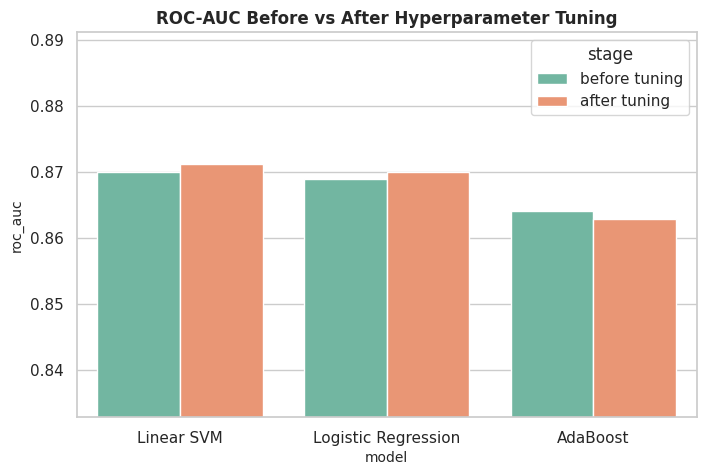 ROC-AUC Before vs After Hyperparameter Tuning
stage
before tuning
after tuning
roc_auc
0.89
0.88
0.87
0.86
0.85
0.84
Linear SVM
Logistic Regression
AdaBoost
model